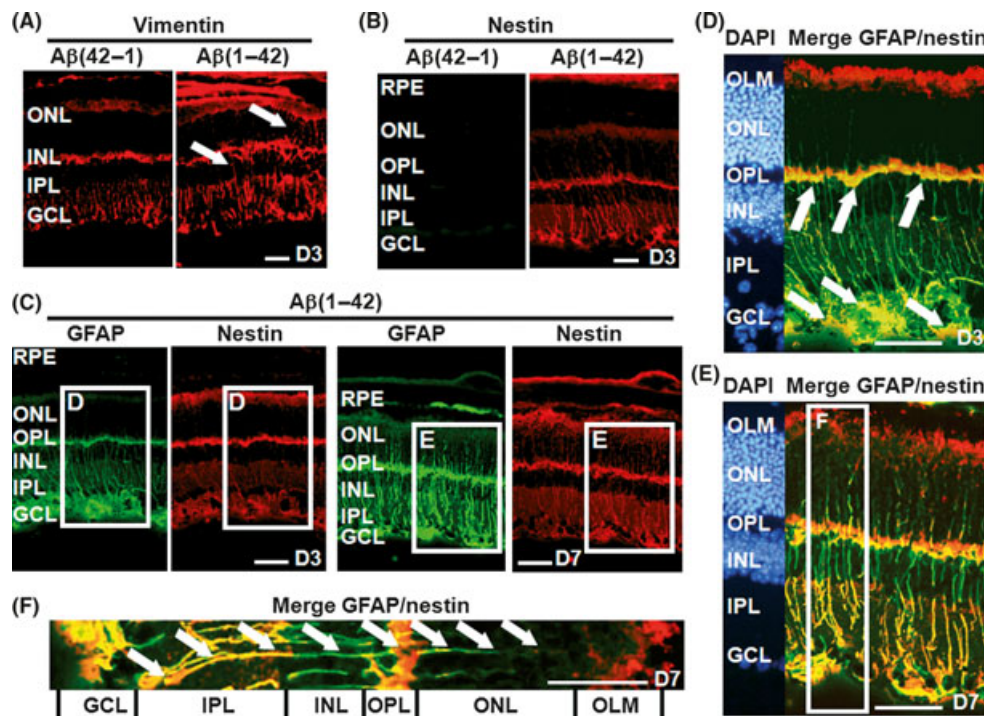 (A)
Vimentin
Aβ(42–1) Aβ(1–42)
ONL
INL
IPL
GCL
D3
(B)
Nestin
Aβ(42–1) Aβ(1–42)
RPE
ONL
OPL
INL
IPL
GCL
D3
(C)
Aβ(1–42)
GFAP Nestin GFAP Nestin
RPE
ONL
OPL
INL
IPL
GCL
D
D
D3
RPE
ONL
OPL
INL
IPL
GCL
E
E
D7
(D)
DAPI Merge GFAP/nestin
OLM
ONL
OPL
INL
IPL
GCL
D3
(E)
DAPI Merge GFAP/nestin
OLM
ONL
OPL
INL
IPL
GCL
F
D7
(F)
Merge GFAP/nestin
D7
GCL IPL INL OPL ONL OLM